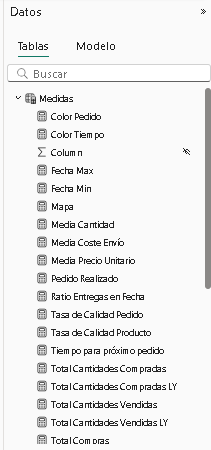 Datos »
Tablas Modelo
Buscar
Medidas
Color Pedido
Color Tiempo
Column
Fecha Max
Fecha Min
Mapa
Media Cantidad
Media Coste Envío
Media Precio Unitario
Pedido Realizado
Ratio Entregas en Fecha
Tasa de Calidad Pedido
Tasa de Calidad Producto
Tiempo para próximo pedido
Total Cantidades Compradas
Total Cantidades Compradas LY
Total Cantidades Vendidas
Total Cantidades Vendidas LY
Total Compras